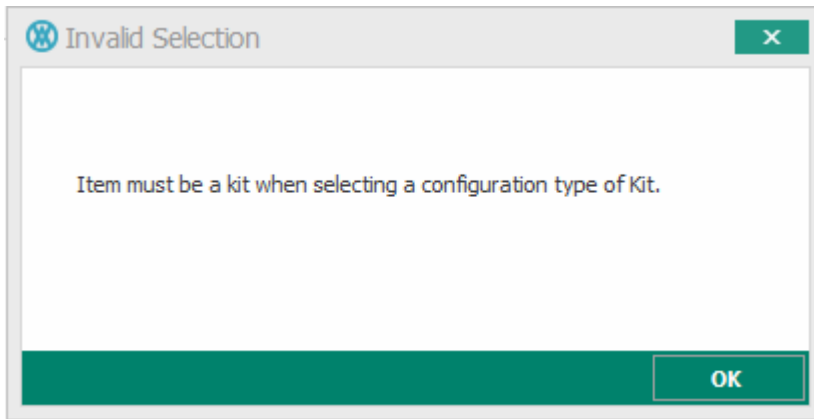 Invalid Selection
Item must be a kit when selecting a configuration type of Kit.
OK